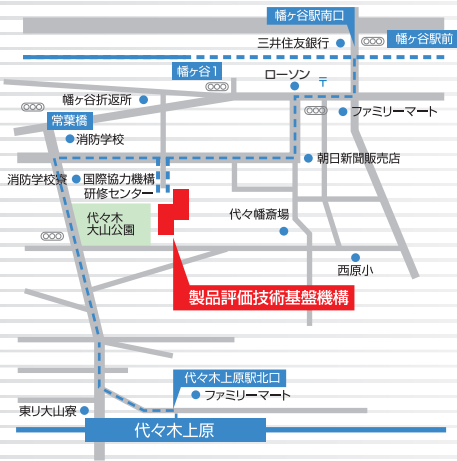 幡ヶ谷駅南口
三井住友銀行
幡ヶ谷駅前
幡ヶ谷1
ローソン
〒
幡ヶ谷折返所
ファミリーマート
常葉橋
消防学校
朝日新聞販売店
消防学校寮
国際協力機構
研修センター
代々木
大山公園
代々幡斎場
西原小
製品評価技術基盤機構
代々木上原駅北口
ファミリーマート
東リ大山寮
代々木上原